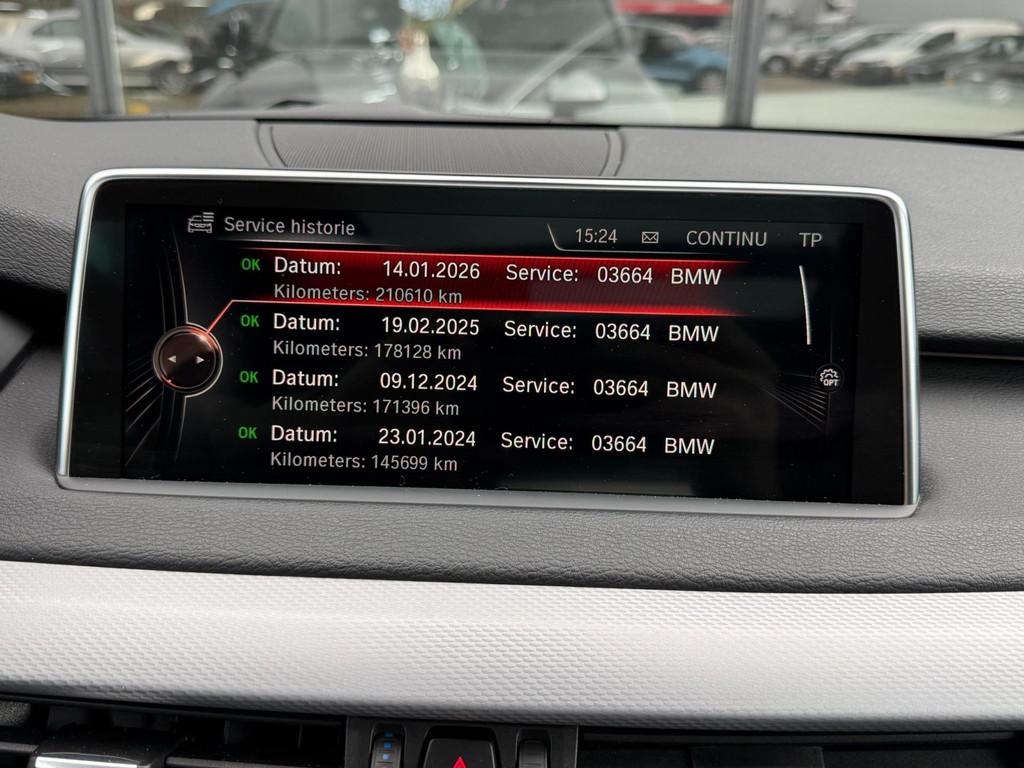 Service historie
15:24 CONTINU TP
OK Datum: 14.01.2026 Service: 03664 BMW
Kilometers: 210610 km
OK Datum: 19.02.2025 Service: 03664 BMW
Kilometers: 178128 km
OK Datum: 09.12.2024 Service: 03664 BMW
Kilometers: 171396 km
OPT
OK Datum: 23.01.2024 Service: 03664 BMW
Kilometers: 145699 km